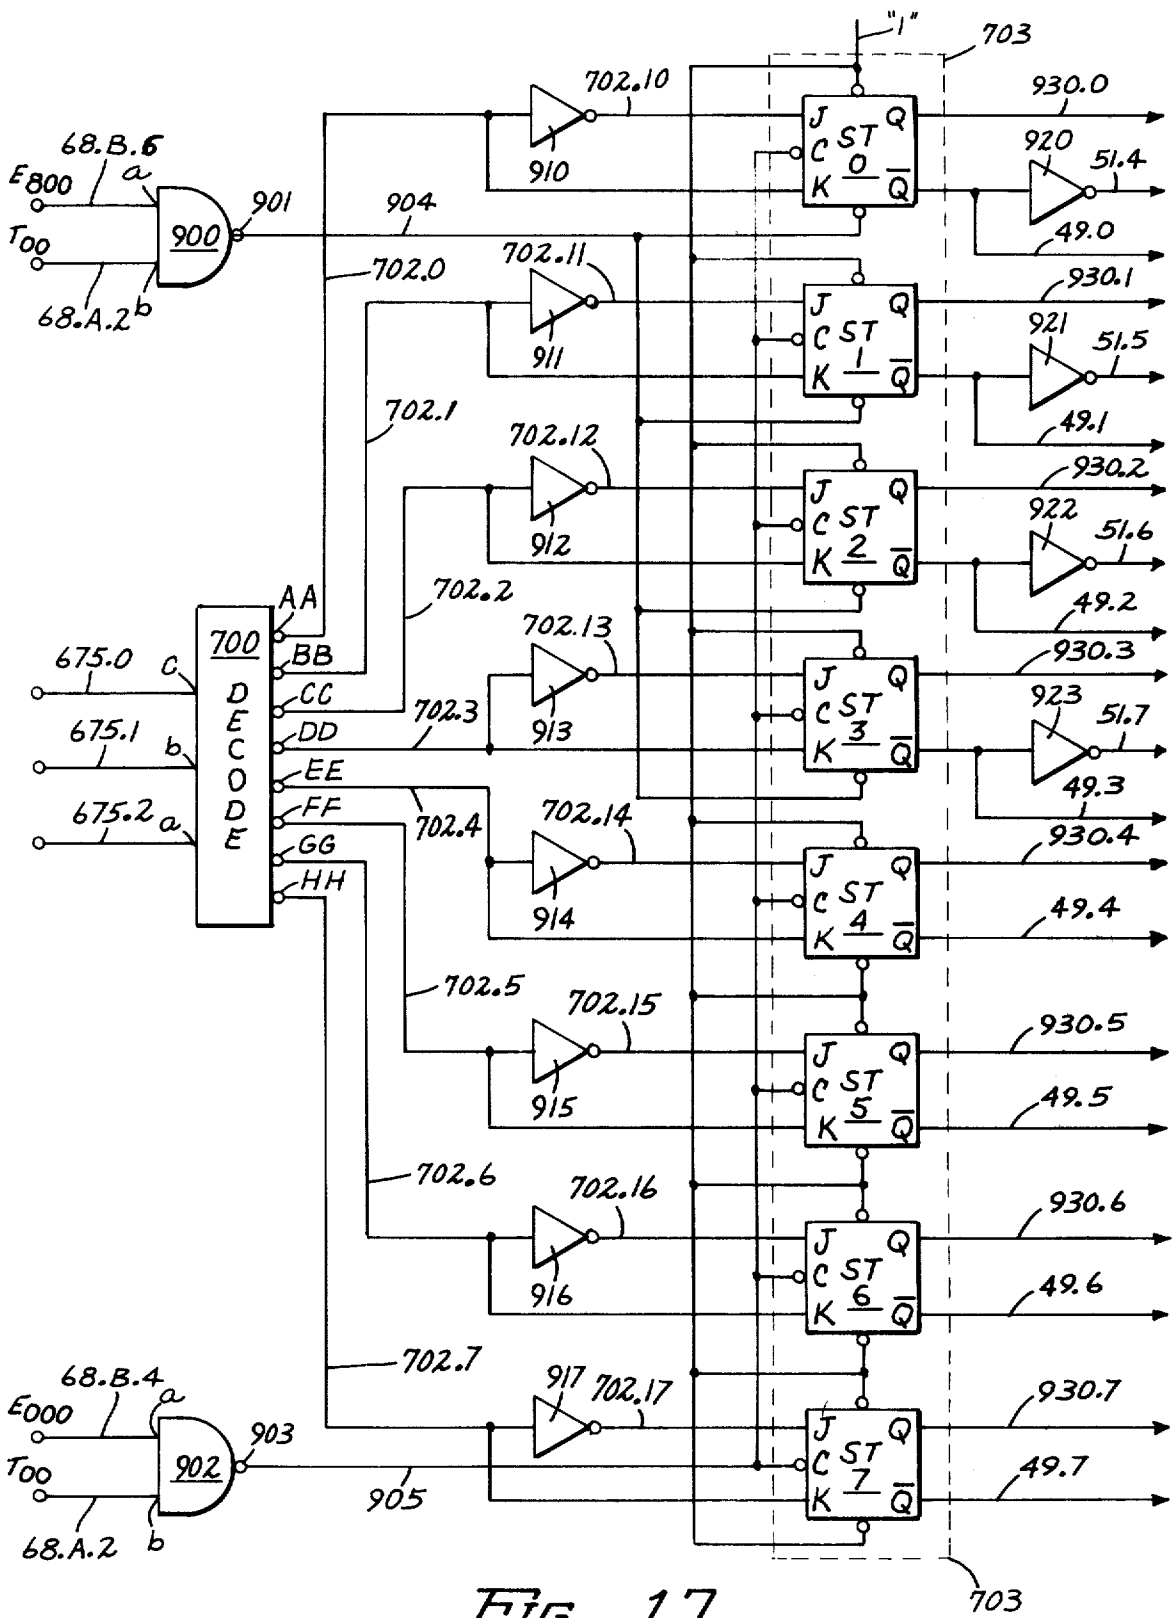 "1"
703
702.10
930.0
J ST Q
C 0
K Q̅
910
920
51.4
49.0
68.B.6
E800
a
900
901
904
T00
b
68.A.2
702.0
702.11
930.1
J ST Q
C 1
K Q̅
911
921
51.5
49.1
702.1
702.12
930.2
J ST Q
C 2
K Q̅
912
922
51.6
49.2
702.2
702.13
930.3
J ST Q
C 3
K Q̅
913
923
51.7
49.3
675.0
c
675.1
b
675.2
a
700
DECODE
AA
BB
CC
DD
EE
FF
GG
HH
702.3
702.4
702.14
930.4
J ST Q
C 4
K Q̅
914
49.4
702.5
702.15
930.5
J ST Q
C 5
K Q̅
915
49.5
702.6
702.16
930.6
J ST Q
C 6
K Q̅
916
49.6
702.7
917
702.17
930.7
J ST Q
C 7
K Q̅
49.7
68.B.4
E000
a
902
903
905
T00
b
68.A.2
703
FIG. 17